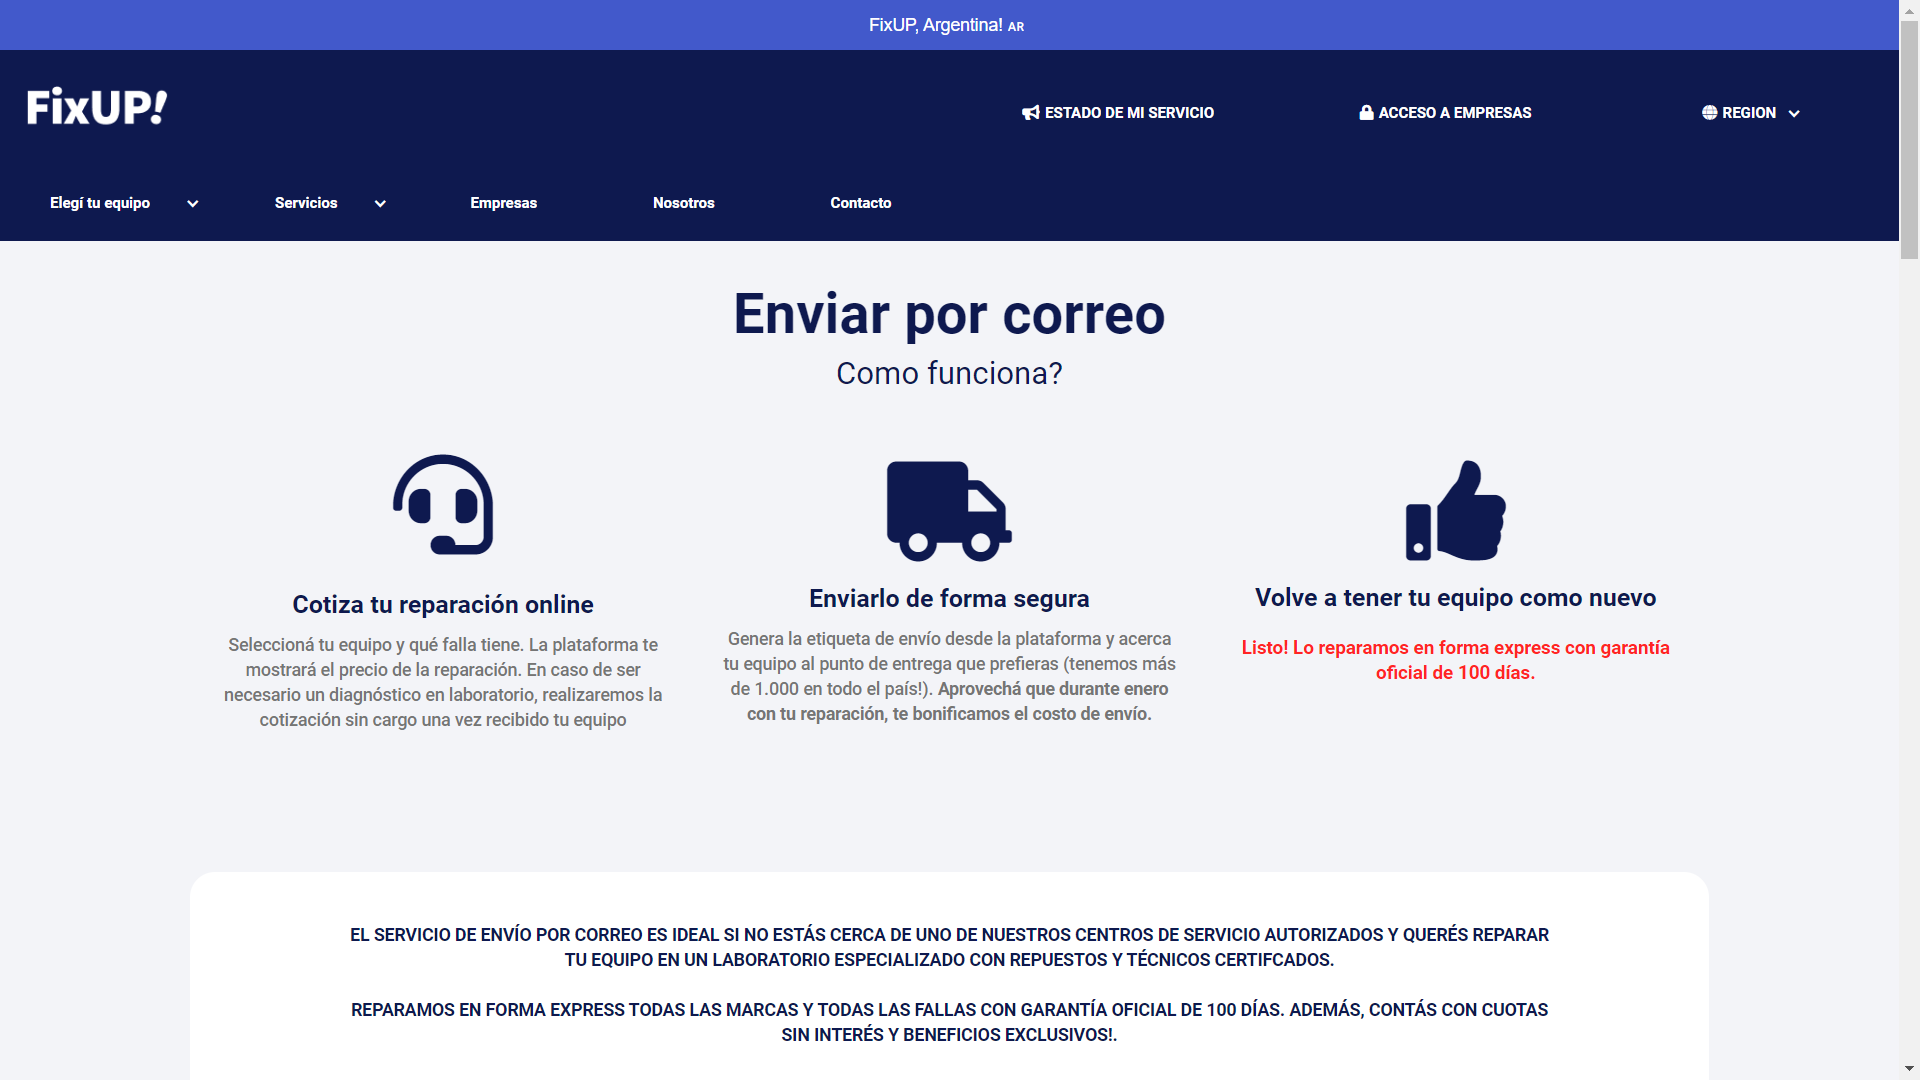 FixUP, Argentina! AR
FixUP!
ESTADO DE MI SERVICIO
ACCESO A EMPRESAS
REGION
Elegí tu equipo
Servicios
Empresas
Nosotros
Contacto
Enviar por correo
Como funciona?
Cotiza tu reparación online
Seleccioná tu equipo y qué falla tiene. La plataforma te
mostrará el precio de la reparación. En caso de ser
necesario un diagnóstico en laboratorio, realizaremos la
cotización sin cargo una vez recibido tu equipo
Enviarlo de forma segura
Genera la etiqueta de envío desde la plataforma y acerca
tu equipo al punto de entrega que prefieras (tenemos más
de 1.000 en todo el país!). Aprovechá que durante enero
con tu reparación, te bonificamos el costo de envío.
Volve a tener tu equipo como nuevo
Listo! Lo reparamos en forma express con garantía
oficial de 100 días.
EL SERVICIO DE ENVÍO POR CORREO ES IDEAL SI NO ESTÁS CERCA DE UNO DE NUESTROS CENTROS DE SERVICIO AUTORIZADOS Y QUERÉS REPARAR
TU EQUIPO EN UN LABORATORIO ESPECIALIZADO CON REPUESTOS Y TÉCNICOS CERTIFCADOS.
REPARAMOS EN FORMA EXPRESS TODAS LAS MARCAS Y TODAS LAS FALLAS CON GARANTÍA OFICIAL DE 100 DÍAS. ADEMÁS, CONTÁS CON CUOTAS
SIN INTERÉS Y BENEFICIOS EXCLUSIVOS!.